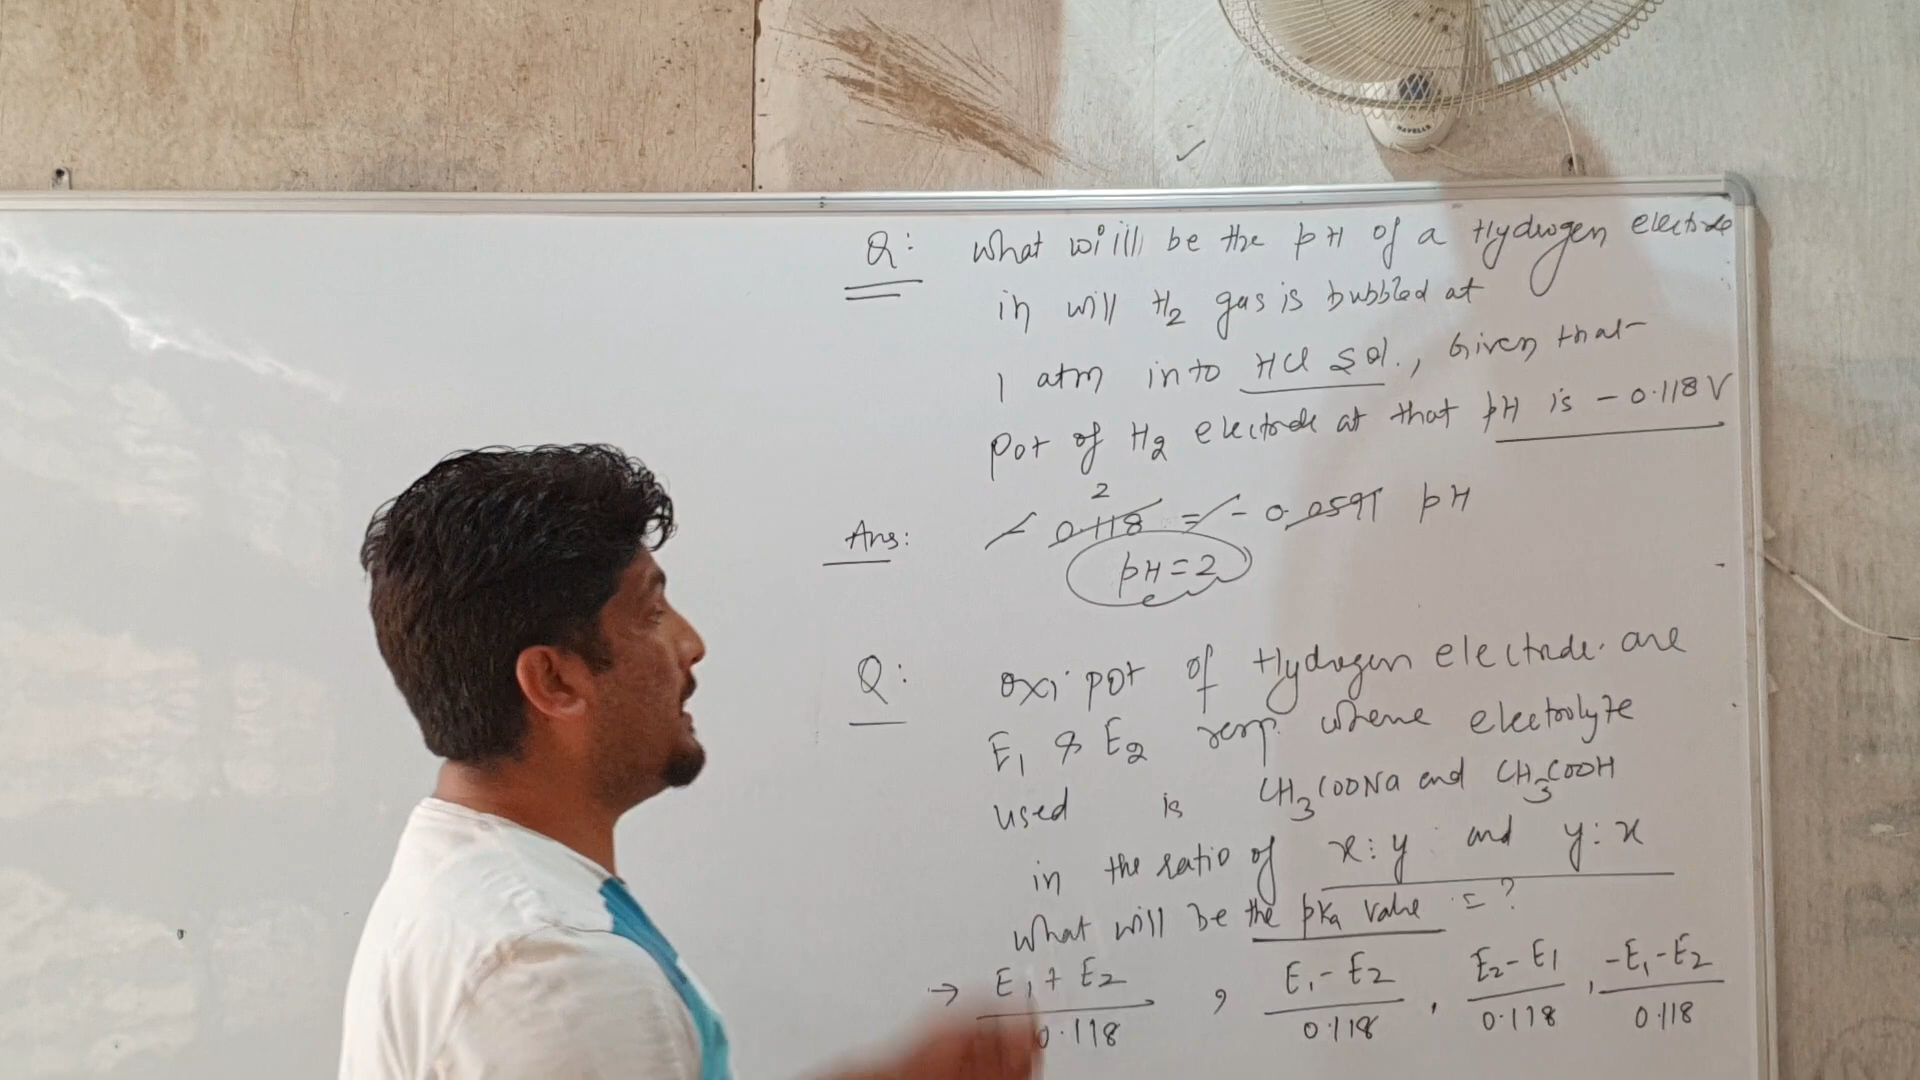 HAVELLS
Q: What willl be the pH of a Hydrogen electrode
in will H2 gas is bubbled at
1 atm into HCl sol., Given that
pot of H2 electrode at that pH is - 0.118 V
2
Ans: - 0.118 = - 0.0591 pH
pH = 2
Q: oxi pot of Hydrogen electrode are
E1 & E2 resp. where electrolyte
used is CH3COONa and CH3COOH
in the ratio of x:y and y:x
what will be the pKa value = ?
→ E1 + E2 / 0.118 , E1 - E2 / 0.118 , E2 - E1 / 0.118 , -E1 - E2 / 0.118